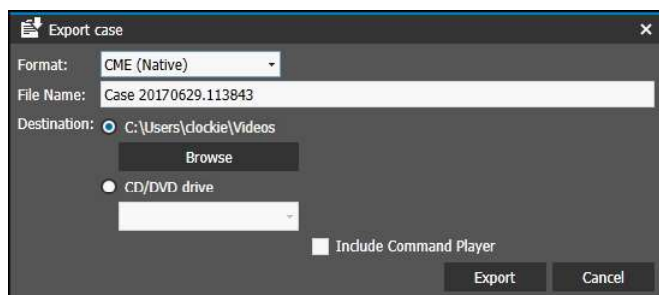 Export case
Format: CME (Native)
File Name: Case 20170629.113843
Destination: C:\Users\clockie\Videos
Browse
CD/DVD drive
Include Command Player
Export Cancel